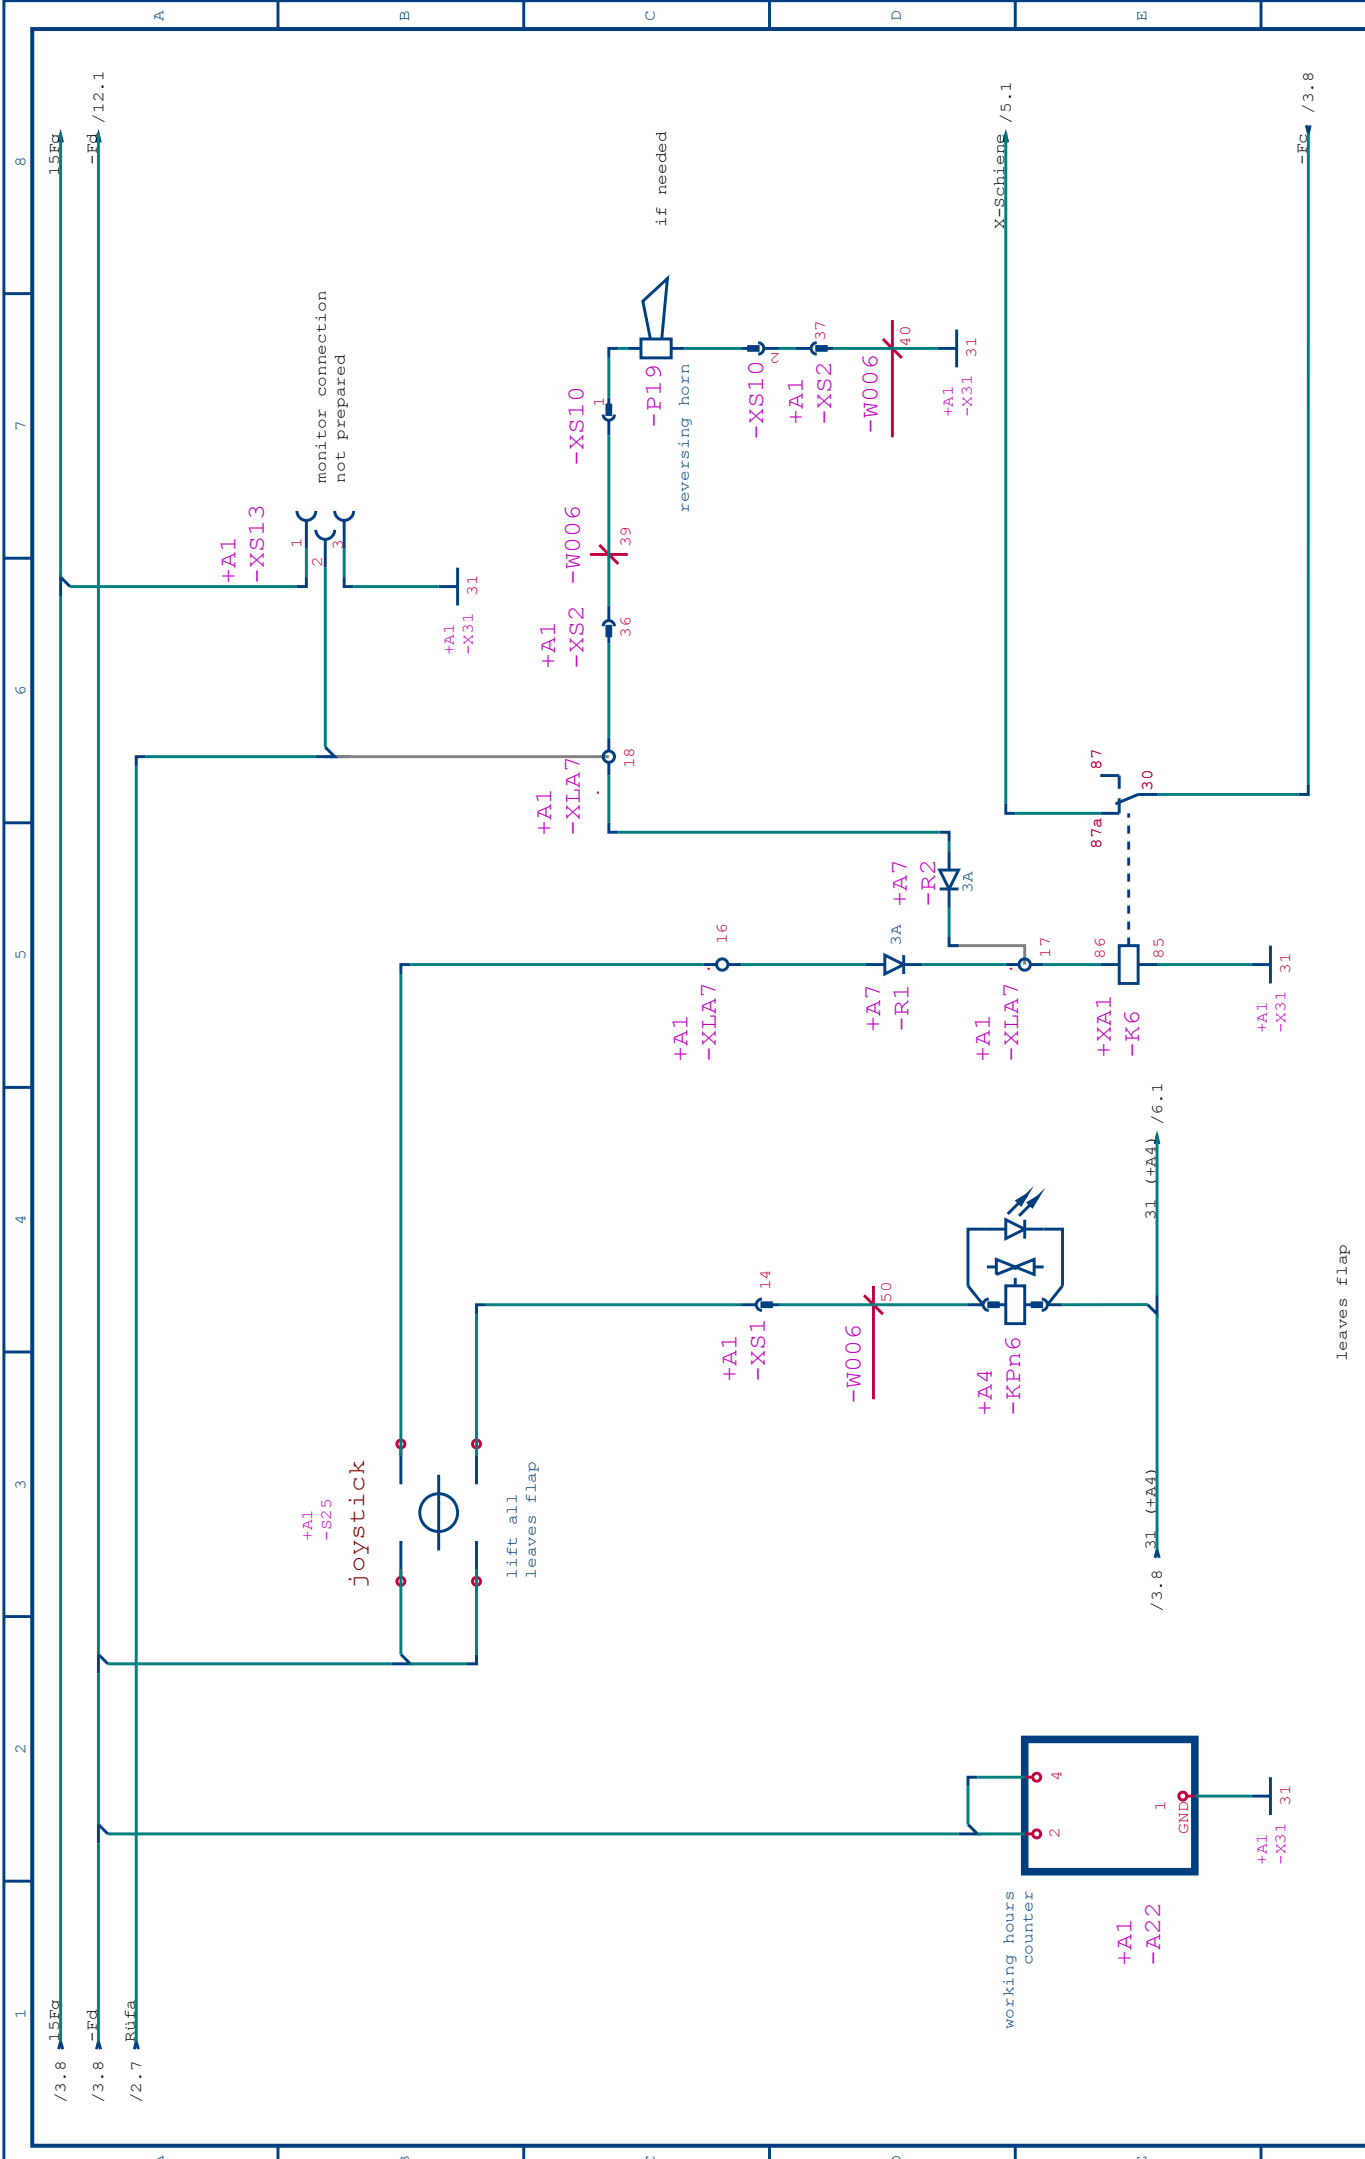 1
2
3
4
5
6
7
8
A
B
C
D
E
/3.8
15Fg
15Fg
/3.8
-Fd
-Fd
/12.1
/2.7
Rüfa
+A1
-XS13
1
2
3
monitor connection
not prepared
+A1
-X31
31
+A1
-S25
joystick
lift all
leaves flap
+A1
-XLA7
18
+A1
-XS2
36
-W006
39
-XS10
1
-P19
reversing horn
if needed
-XS10
2
+A1
-XS2
37
-W006
40
+A1
-X31
31
+A1
-XLA7
16
+A7
-R1
3A
+A7
-R2
3A
+A1
-XLA7
17
+XA1
-K6
86
85
+A1
-X31
31
87a
87
30
X-Schiene
/5.1
-Fc
/3.8
+A1
-XS1
14
-W006
50
+A4
-KPn6
/3.8
31 (+A4)
31 (+A4)
/6.1
working hours
counter
2
4
1
GND
+A1
-A22
+A1
-X31
31
leaves flap